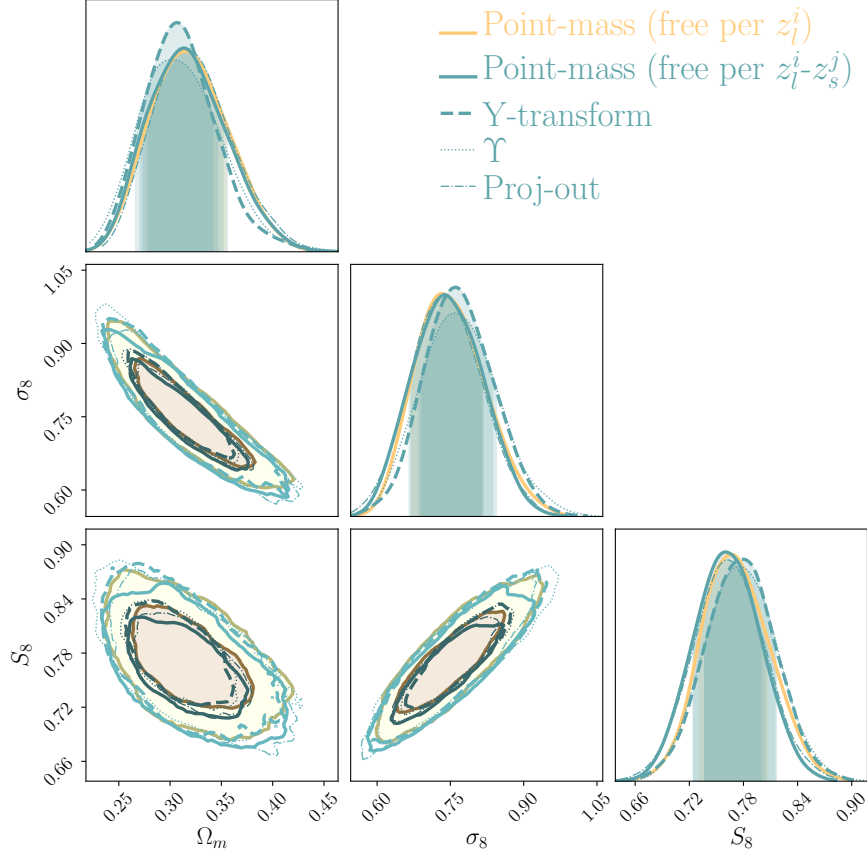 Point-mass (free per $z_l^i$)
Point-mass (free per $z_l^i$-$z_s^j$)
Y-transform
ϒ
Proj-out
1.05
0.90
0.75
0.60
σ₈
0.90
0.84
0.78
0.72
0.66
S₈
0.25
0.30
0.35
0.40
0.45
Ωₘ
0.60
0.75
0.90
1.05
σ₈
0.66
0.72
0.78
0.84
0.90
S₈